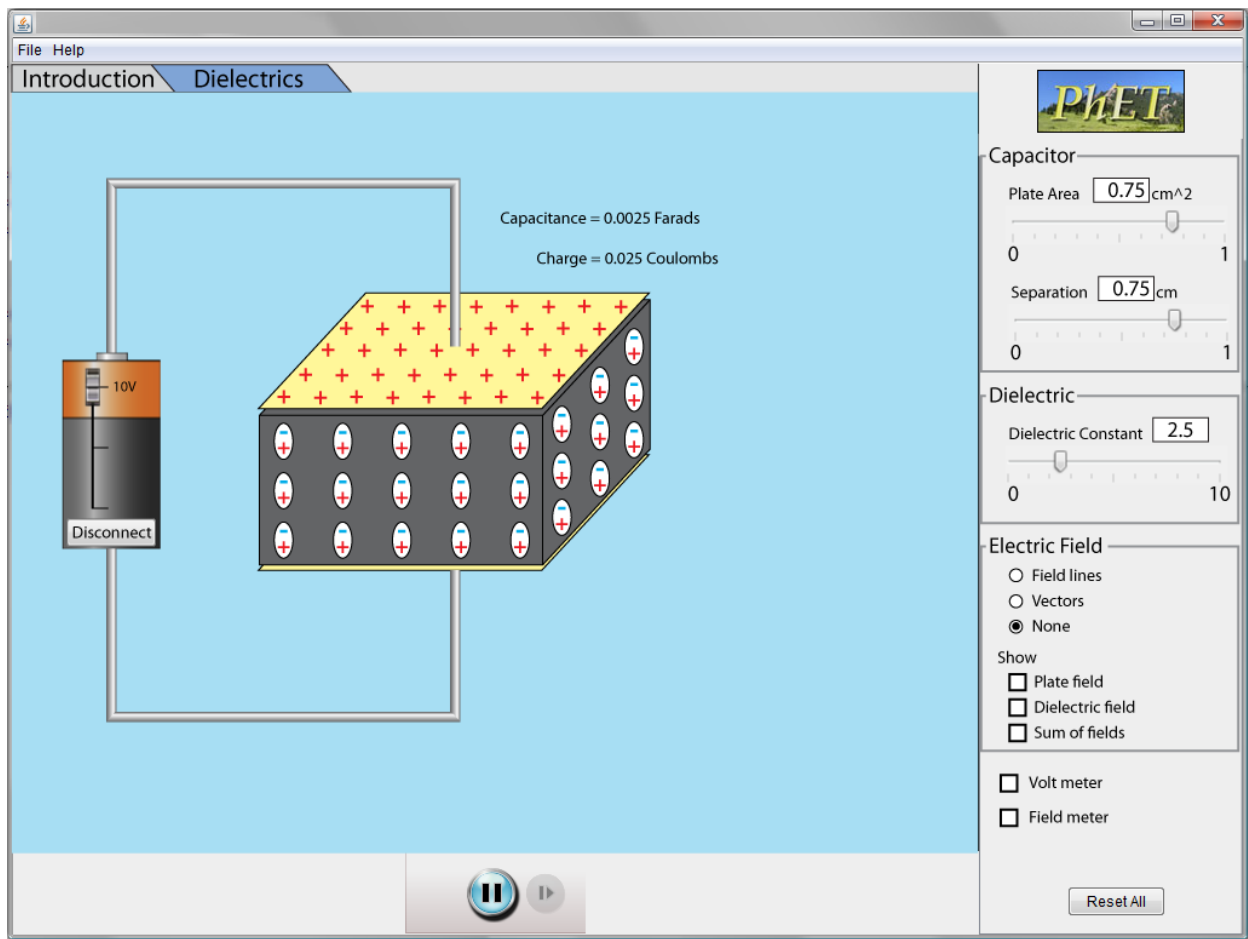 File Help
Introduction Dielectrics
PhET
Capacitor
Plate Area 0.75 cm^2
0 1
Separation 0.75 cm
0 1
Capacitance = 0.0025 Farads
Charge = 0.025 Coulombs
10V
Disconnect
Dielectric
Dielectric Constant 2.5
0 10
Electric Field
Field lines
Vectors
None
Show
Plate field
Dielectric field
Sum of fields
Volt meter
Field meter
Reset All